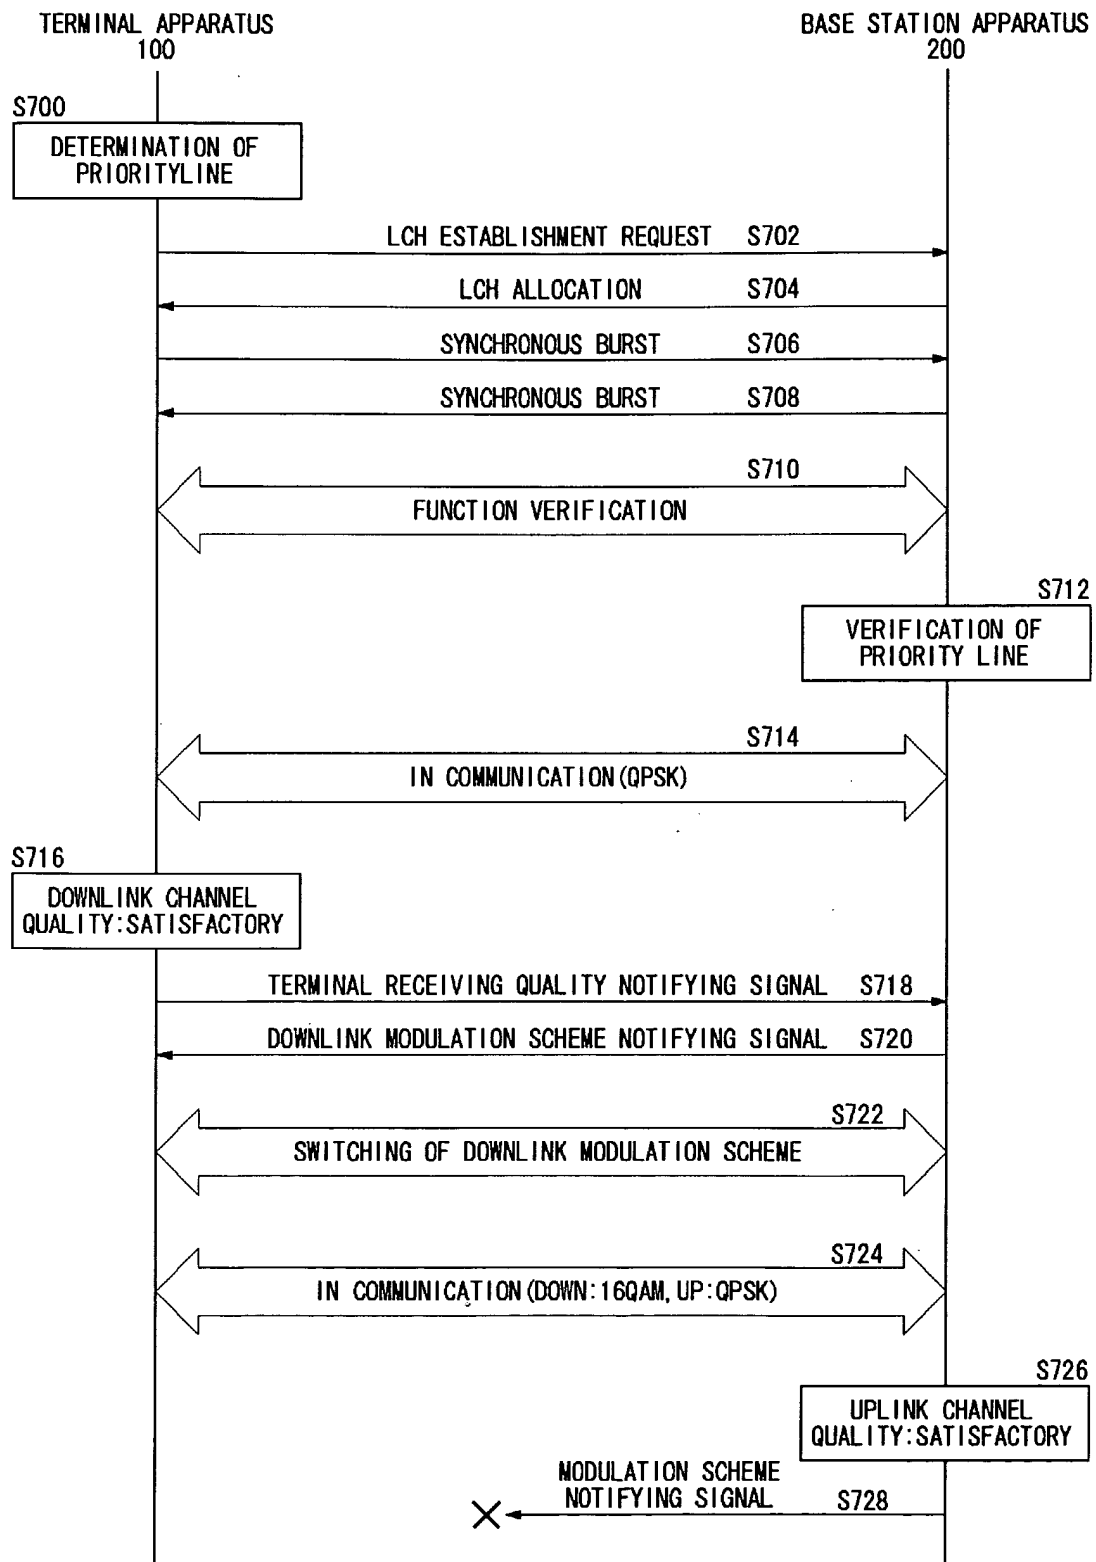 TERMINAL APPARATUS
100
BASE STATION APPARATUS
200
S700
DETERMINATION OF
PRIORITYLINE
LCH ESTABLISHMENT REQUEST S702
LCH ALLOCATION S704
SYNCHRONOUS BURST S706
SYNCHRONOUS BURST S708
S710
FUNCTION VERIFICATION
S712
VERIFICATION OF
PRIORITY LINE
S714
IN COMMUNICATION(QPSK)
S716
DOWNLINK CHANNEL
QUALITY:SATISFACTORY
TERMINAL RECEIVING QUALITY NOTIFYING SIGNAL S718
DOWNLINK MODULATION SCHEME NOTIFYING SIGNAL S720
S722
SWITCHING OF DOWNLINK MODULATION SCHEME
S724
IN COMMUNICATION(DOWN:16QAM,UP:QPSK)
S726
UPLINK CHANNEL
QUALITY:SATISFACTORY
MODULATION SCHEME
NOTIFYING SIGNAL S728